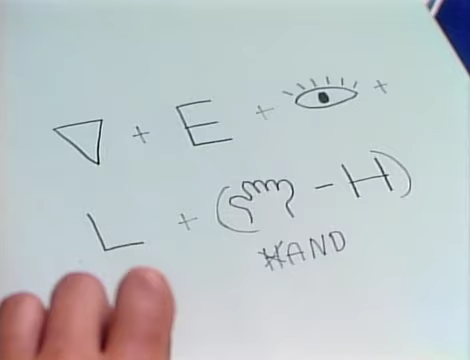 ∇ + E + 👁 +
L + ( - H)
HAND